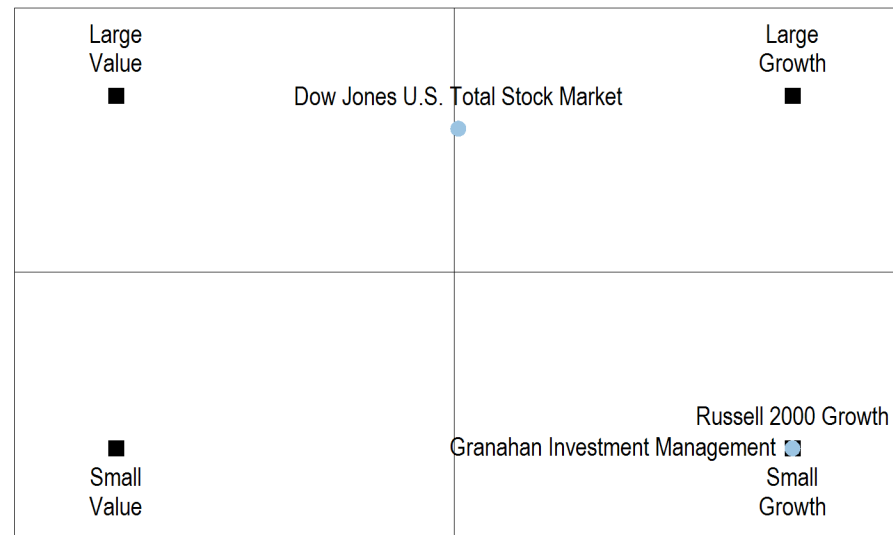 Large
Value
Large
Growth
Dow Jones U.S. Total Stock Market
Russell 2000 Growth
Granahan Investment Management
Small
Value
Small
Growth